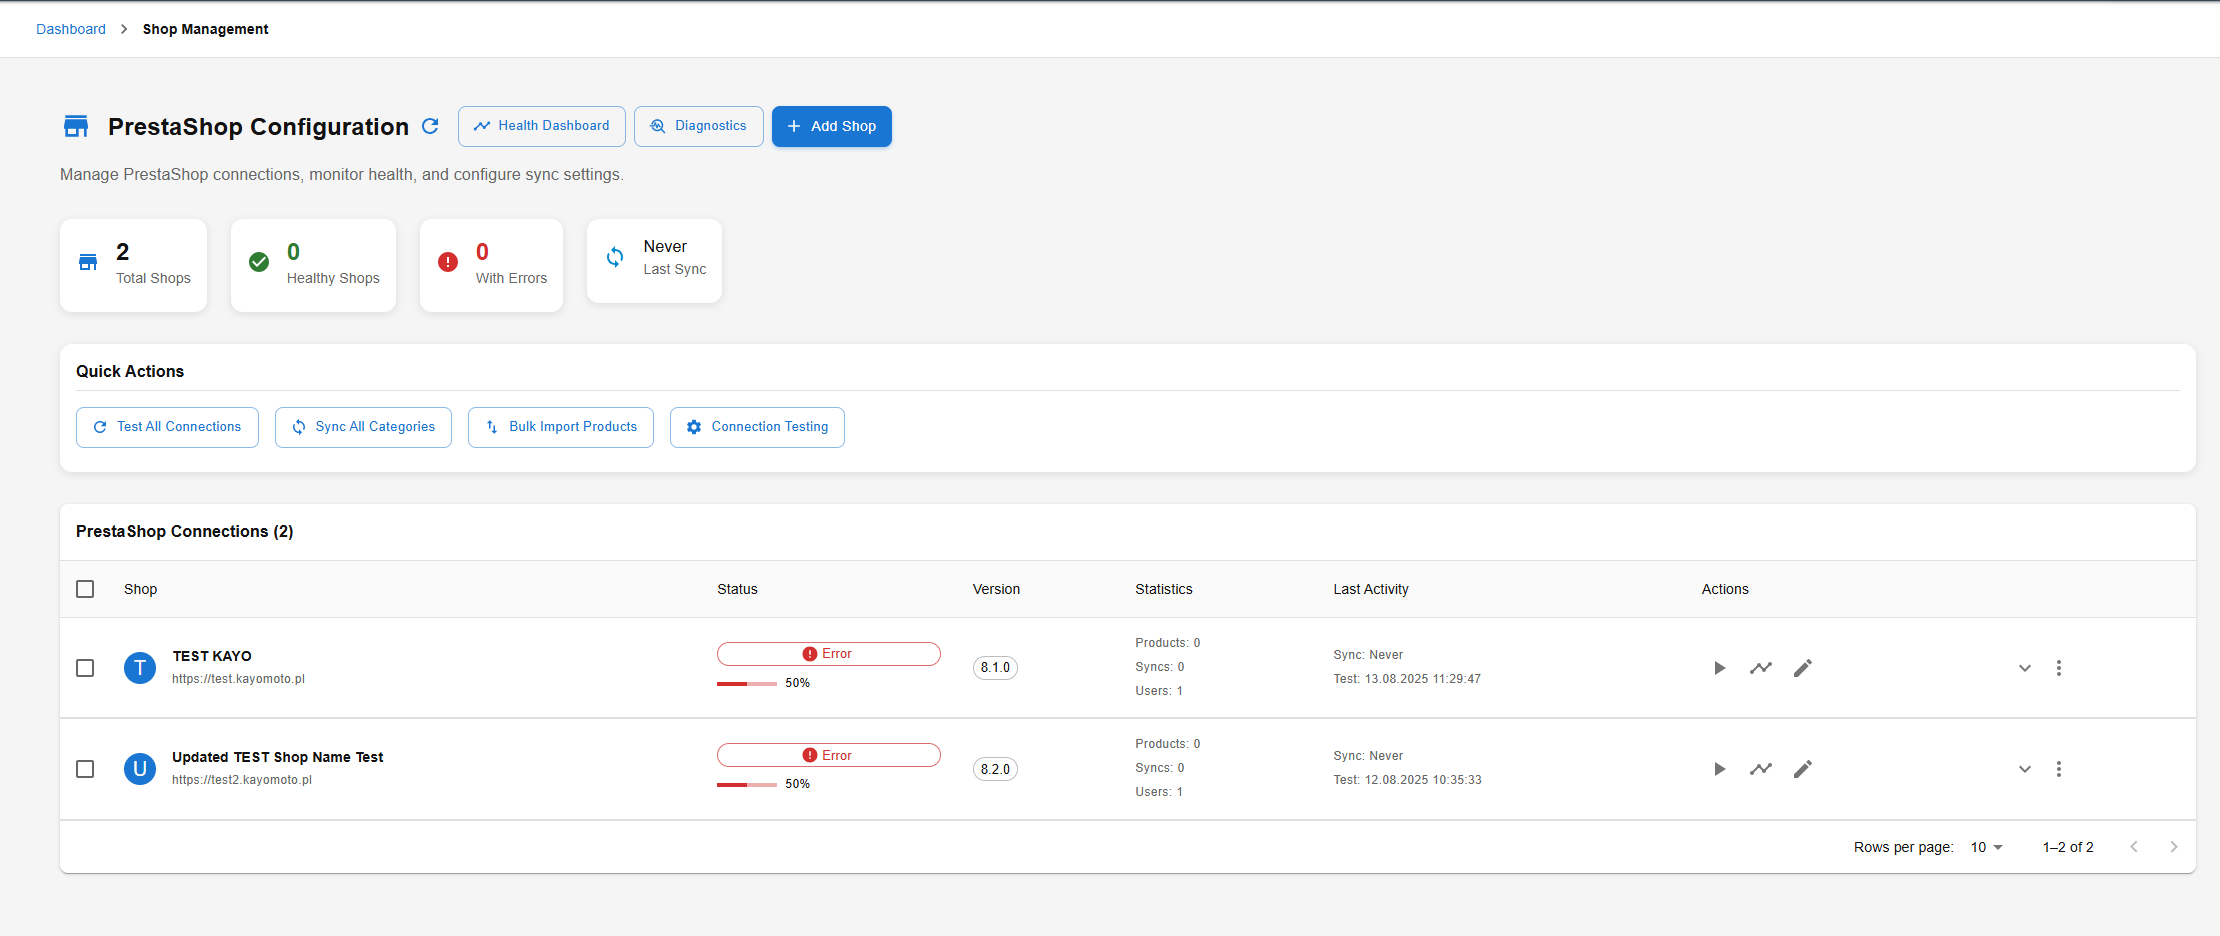 Dashboard > Shop Management
PrestaShop Configuration
Health Dashboard
Diagnostics
+ Add Shop
Manage PrestaShop connections, monitor health, and configure sync settings.
2
Total Shops
0
Healthy Shops
0
With Errors
Never
Last Sync
Quick Actions
Test All Connections
Sync All Categories
Bulk Import Products
Connection Testing
PrestaShop Connections (2)
Shop Status Version Statistics Last Activity Actions
T
TEST KAYO
https://test.kayomoto.pl
Error
50%
8.1.0
Products: 0
Syncs: 0
Users: 1
Sync: Never
Test: 13.08.2025 11:29:47
U
Updated TEST Shop Name Test
https://test2.kayomoto.pl
Error
50%
8.2.0
Products: 0
Syncs: 0
Users: 1
Sync: Never
Test: 12.08.2025 10:35:33
Rows per page: 10 1–2 of 2